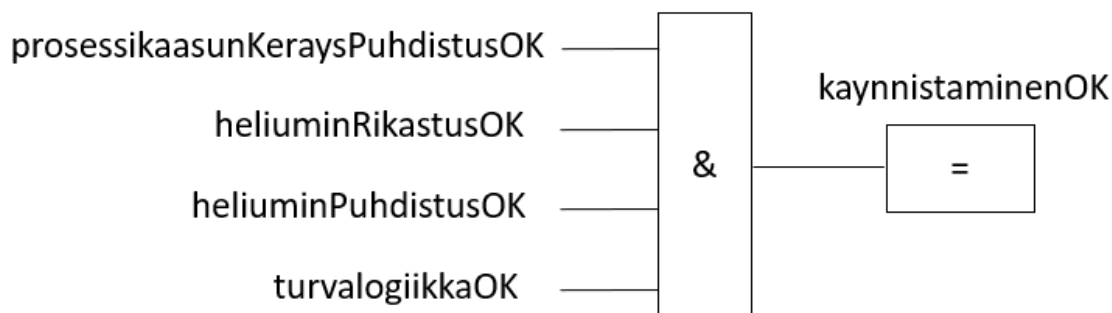 prosessikaasunKeraysPuhdistusOK
heliuminRikastusOK
heliuminPuhdistusOK
turvalogiikkaOK
&
kaynnistaminenOK
=